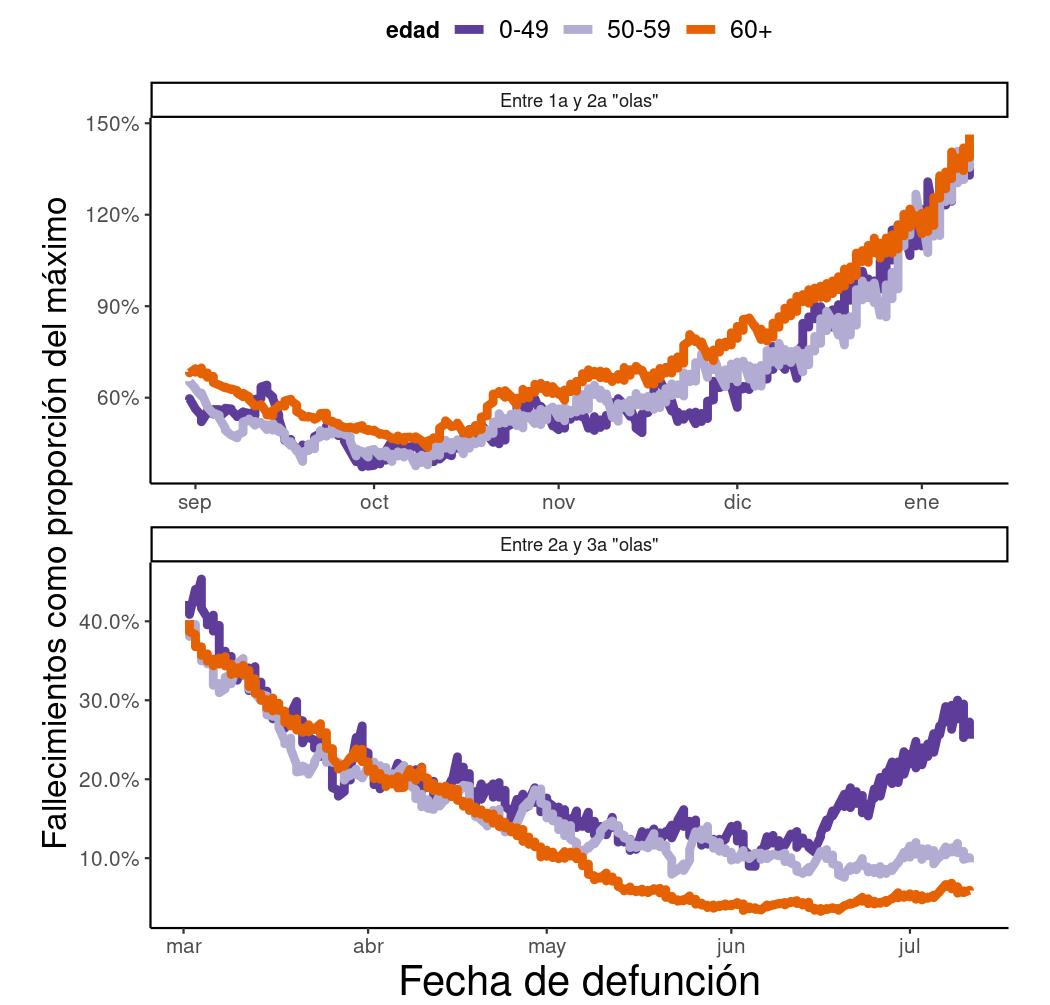 edad 0-49 50-59 60+
Entre 1a y 2a "olas"
150%
120%
90%
60%
sep oct nov dic ene
Entre 2a y 3a "olas"
40.0%
30.0%
20.0%
10.0%
mar abr may jun jul
Fallecimientos como proporción del máximo
Fecha de defunción